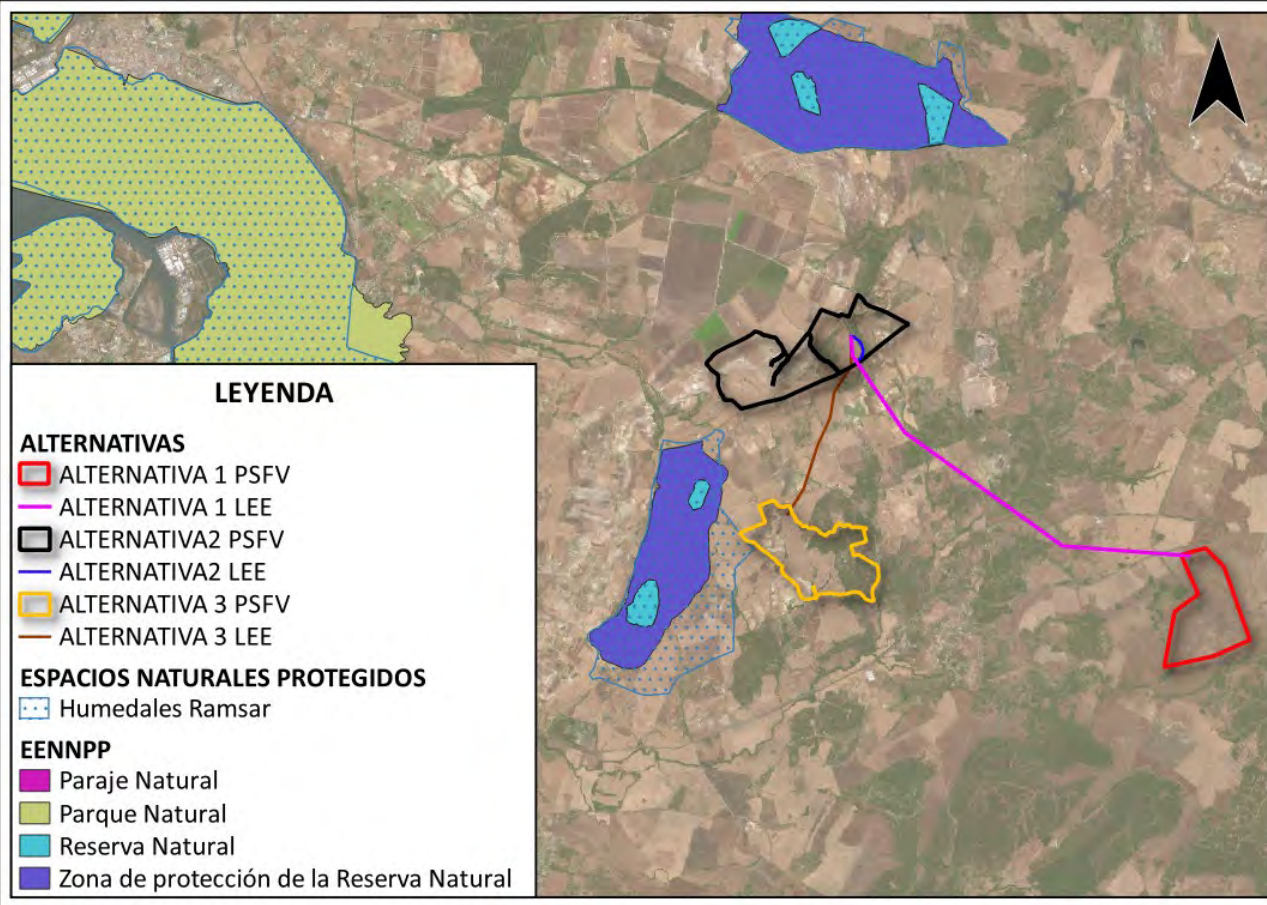 LEYENDA
ALTERNATIVAS
ALTERNATIVA 1 PSFV
ALTERNATIVA 1 LEE
ALTERNATIVA2 PSFV
ALTERNATIVA2 LEE
ALTERNATIVA 3 PSFV
ALTERNATIVA 3 LEE
ESPACIOS NATURALES PROTEGIDOS
Humedales Ramsar
EENNPP
Paraje Natural
Parque Natural
Reserva Natural
Zona de protección de la Reserva Natural